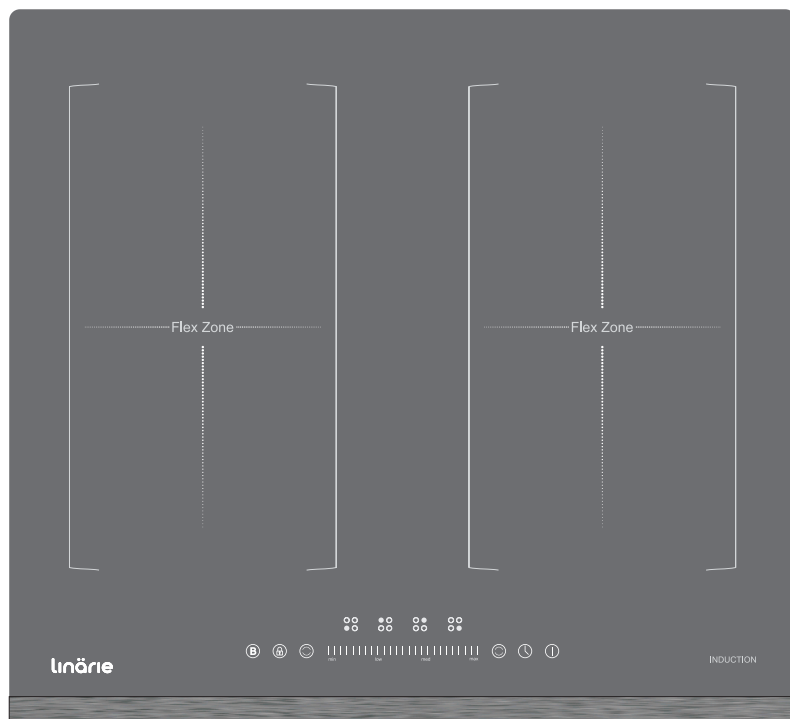 Flex Zone
Flex Zone
B
min low med max
linärie
INDUCTION